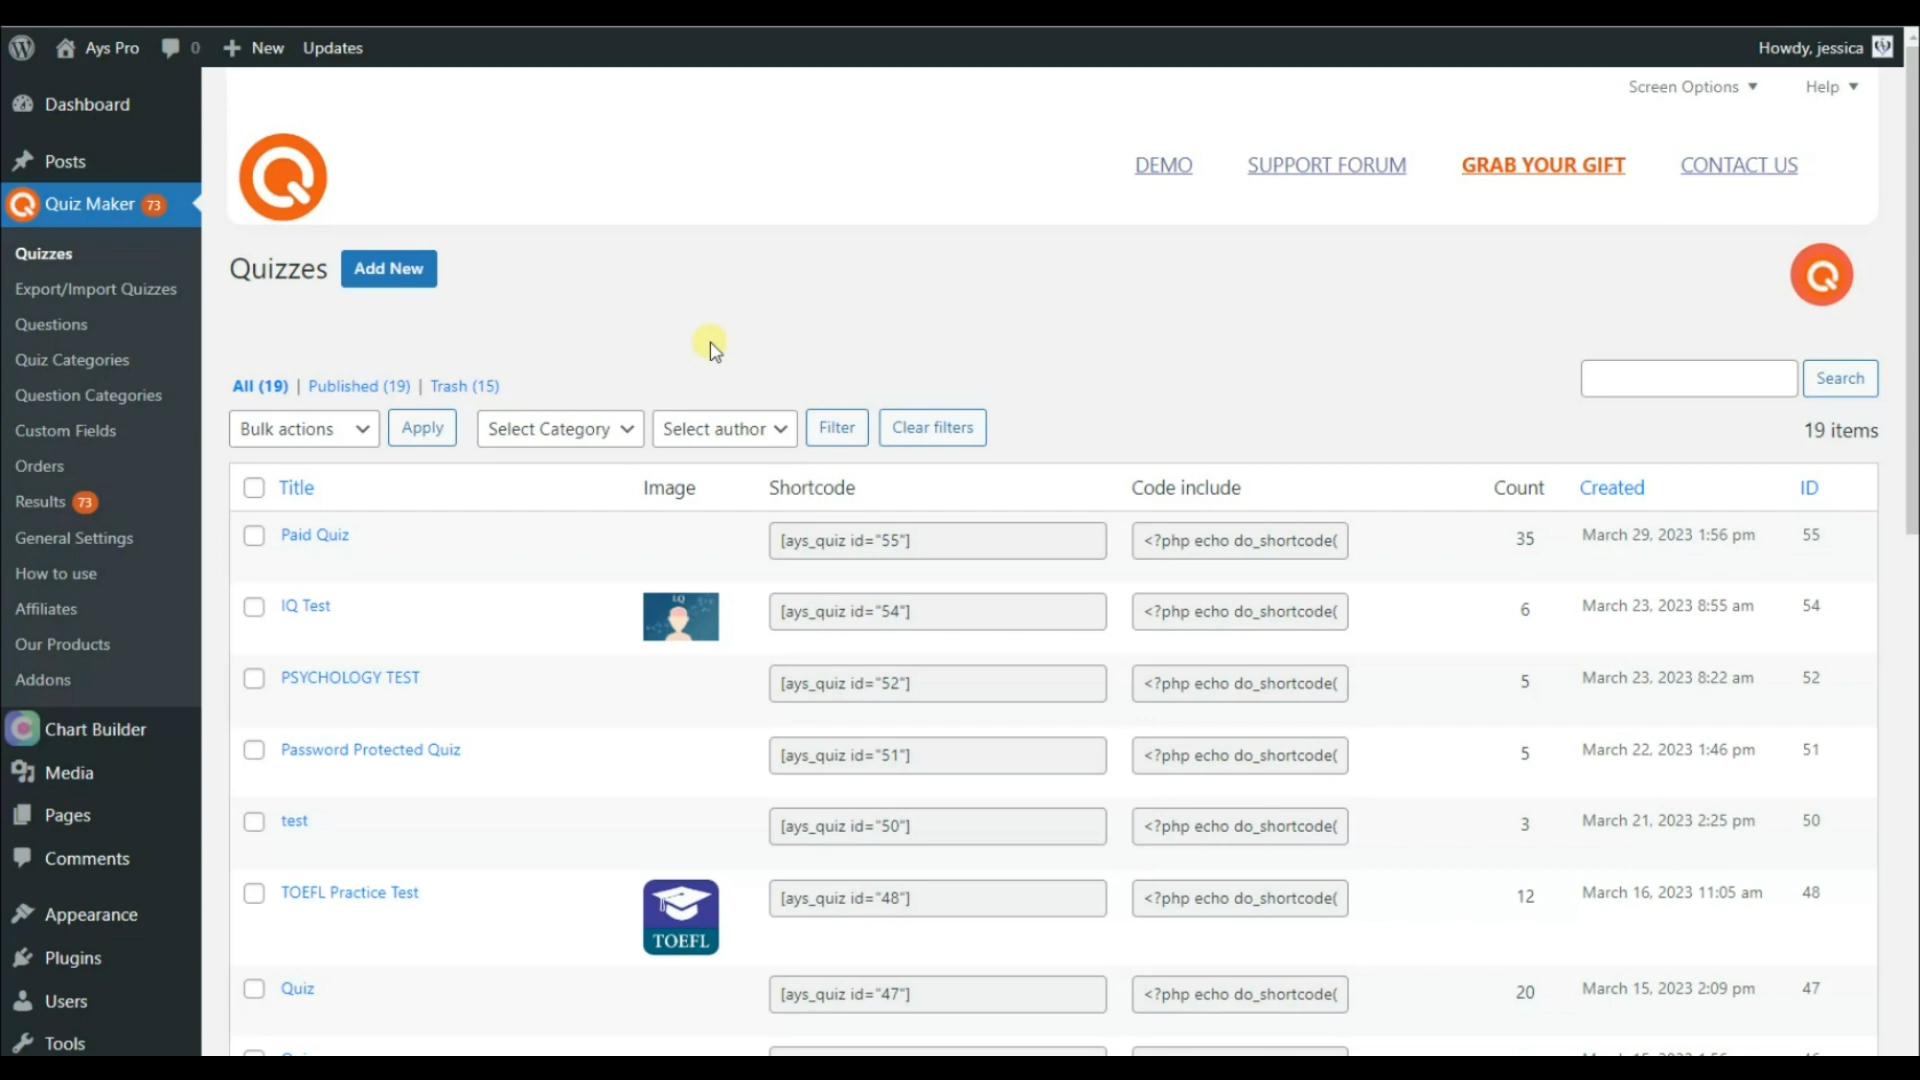 Ays Pro 0 New Updates Howdy, jessica
Screen Options Help
Dashboard
Posts
Quiz Maker 73
Quizzes
Export/Import Quizzes
Questions
Quiz Categories
Question Categories
Custom Fields
Orders
Results 73
General Settings
How to use
Affiliates
Our Products
Addons
Chart Builder
Media
Pages
Comments
Appearance
Plugins
Users
Tools
DEMO SUPPORT FORUM GRAB YOUR GIFT CONTACT US
Quizzes Add New
All (19) | Published (19) | Trash (15)
Search
Bulk actions Apply Select Category Select author Filter Clear filters
19 items
Title Image Shortcode Code include Count Created ID
Paid Quiz [ays_quiz id="55"] <?php echo do_shortcode( 35 March 29, 2023 1:56 pm 55
IQ Test IQ [ays_quiz id="54"] <?php echo do_shortcode( 6 March 23, 2023 8:55 am 54
PSYCHOLOGY TEST [ays_quiz id="52"] <?php echo do_shortcode( 5 March 23, 2023 8:22 am 52
Password Protected Quiz [ays_quiz id="51"] <?php echo do_shortcode( 5 March 22, 2023 1:46 pm 51
test [ays_quiz id="50"] <?php echo do_shortcode( 3 March 21, 2023 2:25 pm 50
TOEFL Practice Test TOEFL [ays_quiz id="48"] <?php echo do_shortcode( 12 March 16, 2023 11:05 am 48
Quiz [ays_quiz id="47"] <?php echo do_shortcode( 20 March 15, 2023 2:09 pm 47